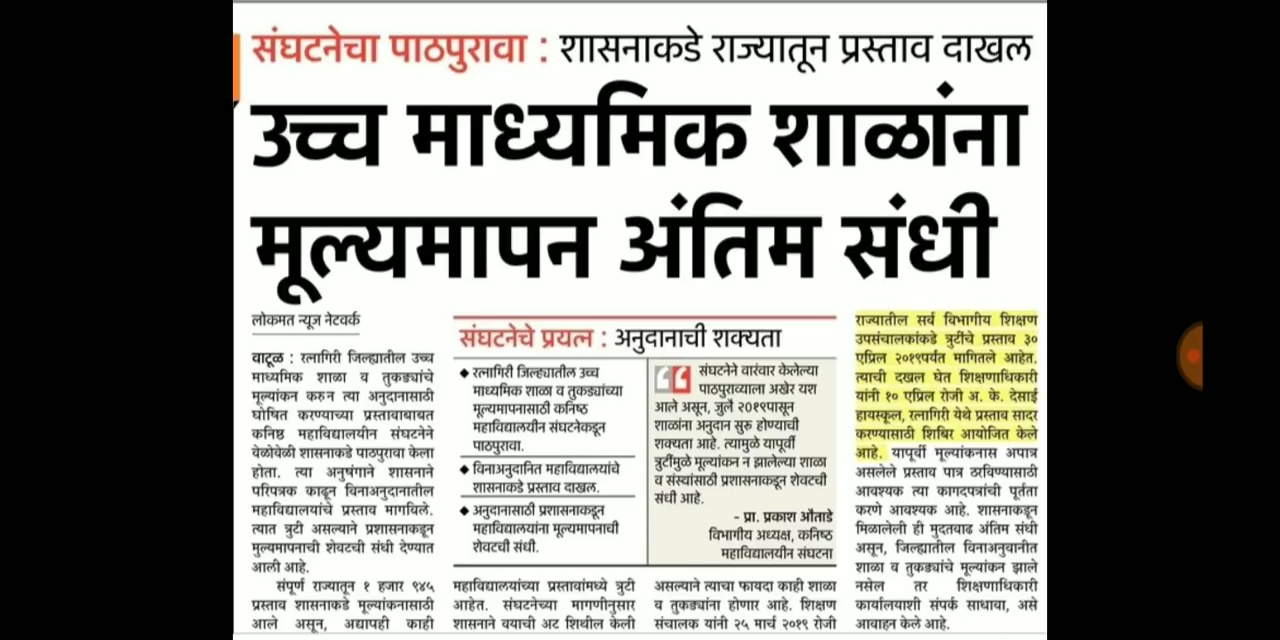 संघटनेचा पाठपुरावा : शासनाकडे राज्यातून प्रस्ताव दाखल
उच्च माध्यमिक शाळांना
मूल्यमापन अंतिम संधी
लोकमत न्यूज नेटवर्क
वाटूळ : रत्नागिरी जिल्ह्यातील उच्च
माध्यमिक शाळा व तुकड्यांचे
मूल्यांकन करुन त्या अनुदानासाठी
घोषित करण्याच्या प्रस्तावाबाबत
कनिष्ठ महाविद्यालयीन संघटनेने
वेळोवेळी शासनाकडे पाठपुरावा केला
होता. त्या अनुषंगाने शासनाने
परिपत्रक काढून विनाअनुदानातील
महाविद्यालयांचे प्रस्ताव मागविले.
त्यात त्रुटी असल्याने प्रशासनाकडून
मुल्यमापनाची शेवटची संधी देण्यात
आली आहे.
संपूर्ण राज्यातून १ हजार ९४५
प्रस्ताव शासनाकडे मूल्यांकनासाठी
आले असून, अद्यापही काही
संघटनेचे प्रयत्न : अनुदानाची शक्यता
◆ रत्नागिरी जिल्ह्यातील उच्च
माध्यमिक शाळा व तुकड्यांच्या
मूल्यमापनासाठी कनिष्ठ
महाविद्यालयीन संघटनेकडून
पाठपुरावा.
◆ विनाअनुदानित महाविद्यालयांचे
शासनाकडे प्रस्ताव दाखल.
◆ अनुदानासाठी प्रशासनाकडून
महाविद्यालयांना मूल्यमापनाची
शेवटची संधी.
संघटनेने वारंवार केलेल्या
पाठपुराव्याला अखेर यश
आले असून, जुलै २०१९पासून
शाळांना अनुदान सुरु होण्याची
शक्यता आहे. त्यामुळे यापूर्वी
त्रुटींमुळे मूल्यांकन न झालेल्या शाळा
व संस्थांसाठी प्रशासनाकडून शेवटची
संधी आहे.
- प्रा. प्रकाश औताडे
विभागीय अध्यक्ष, कनिष्ठ
महाविद्यालयीन संघटना
महाविद्यालयांच्या प्रस्तावांमध्ये त्रुटी
आहेत. संघटनेच्या मागणीनुसार
शासनाने वयाची अट शिथील केली
असल्याने त्याचा फायदा काही शाळा
व तुकड्यांना होणार आहे. शिक्षण
संचालक यांनी २५ मार्च २०१९ रोजी
राज्यातील सर्व विभागीय शिक्षण
उपसंचालकांकडे त्रुटींचे प्रस्ताव ३०
एप्रिल २०१९पर्यंत मागितले आहेत.
त्याची दखल घेत शिक्षणाधिकारी
यांनी १० एप्रिल रोजी अ. के. देसाई
हायस्कूल, रत्नागिरी येथे प्रस्ताव सादर
करण्यासाठी शिबिर आयोजित केले
आहे. यापूर्वी मूल्यांकनास अपात्र
असलेले प्रस्ताव पात्र ठरविण्यासाठी
आवश्यक त्या कागदपत्रांची पूर्तता
करणे आवश्यक आहे. शासनाकडून
मिळालेली ही मुदतवाढ अंतिम संधी
असून, जिल्ह्यातील विनाअनुवानीत
शाळा व तुकड्यांचे मूल्यांकन झाले
नसेल तर शिक्षणाधिकारी
कार्यालयाशी संपर्क साधावा, असे
आवाहन केले आहे.